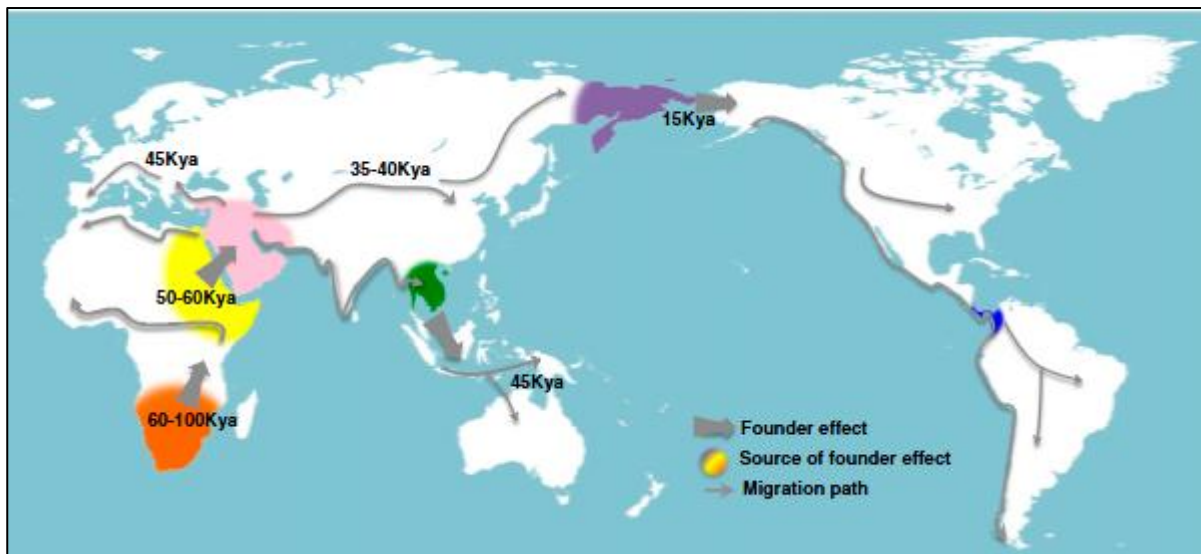 15Kya
45Kya
35-40Kya
50-60Kya
45Kya
60-100Kya
Founder effect
Source of founder effect
Migration path